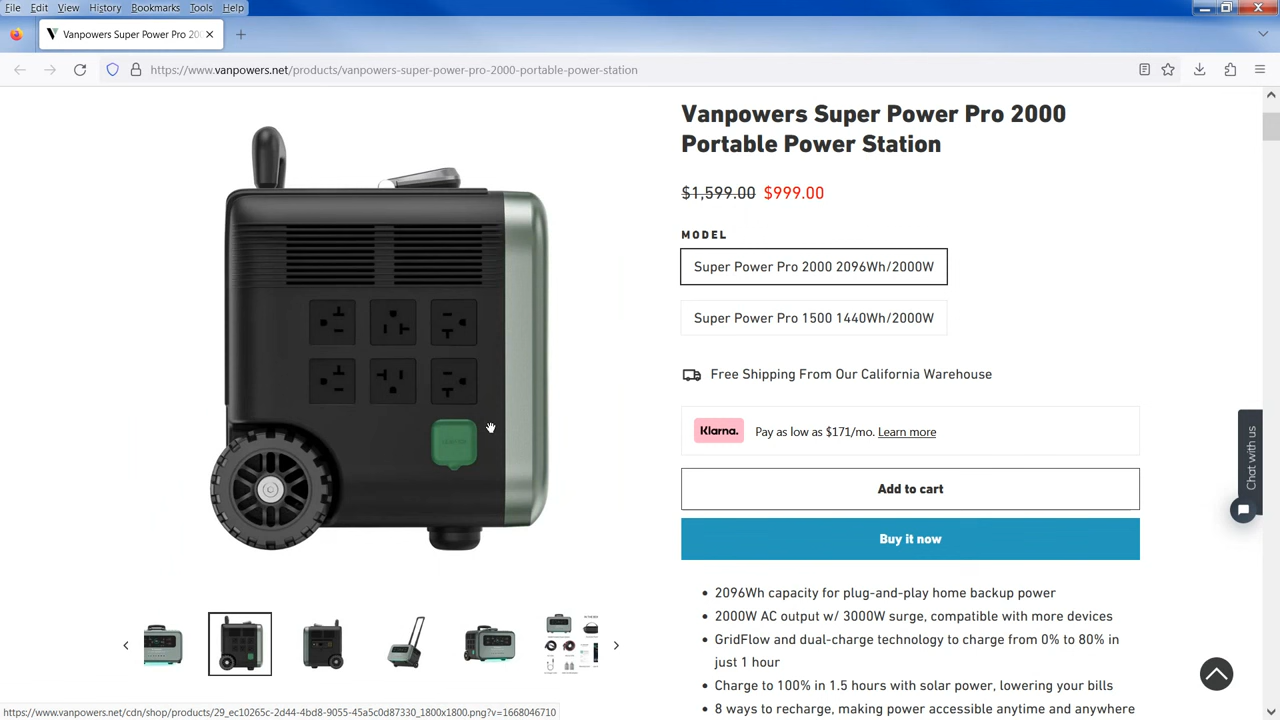 File Edit View History Bookmarks Tools Help
Vanpowers Super Power Pro 200
https://www.vanpowers.net/products/vanpowers-super-power-pro-2000-portable-power-station
Vanpowers Super Power Pro 2000
Portable Power Station
$1,599.00 $999.00
MODEL
Super Power Pro 2000 2096Wh/2000W
Super Power Pro 1500 1440Wh/2000W
Free Shipping From Our California Warehouse
Klarna. Pay as low as $171/mo. Learn more
Add to cart
Buy it now
Chat with us
• 2096Wh capacity for plug-and-play home backup power
• 2000W AC output w/ 3000W surge, compatible with more devices
• GridFlow and dual-charge technology to charge from 0% to 80% in
just 1 hour
• Charge to 100% in 1.5 hours with solar power, lowering your bills
• 8 ways to recharge, making power accessible anytime and anywhere
https://www.vanpowers.net/cdn/shop/products/29_ec10265c-2d44-4bd8-9055-45a5c0d87330_1800x1800.png?v=1668046710